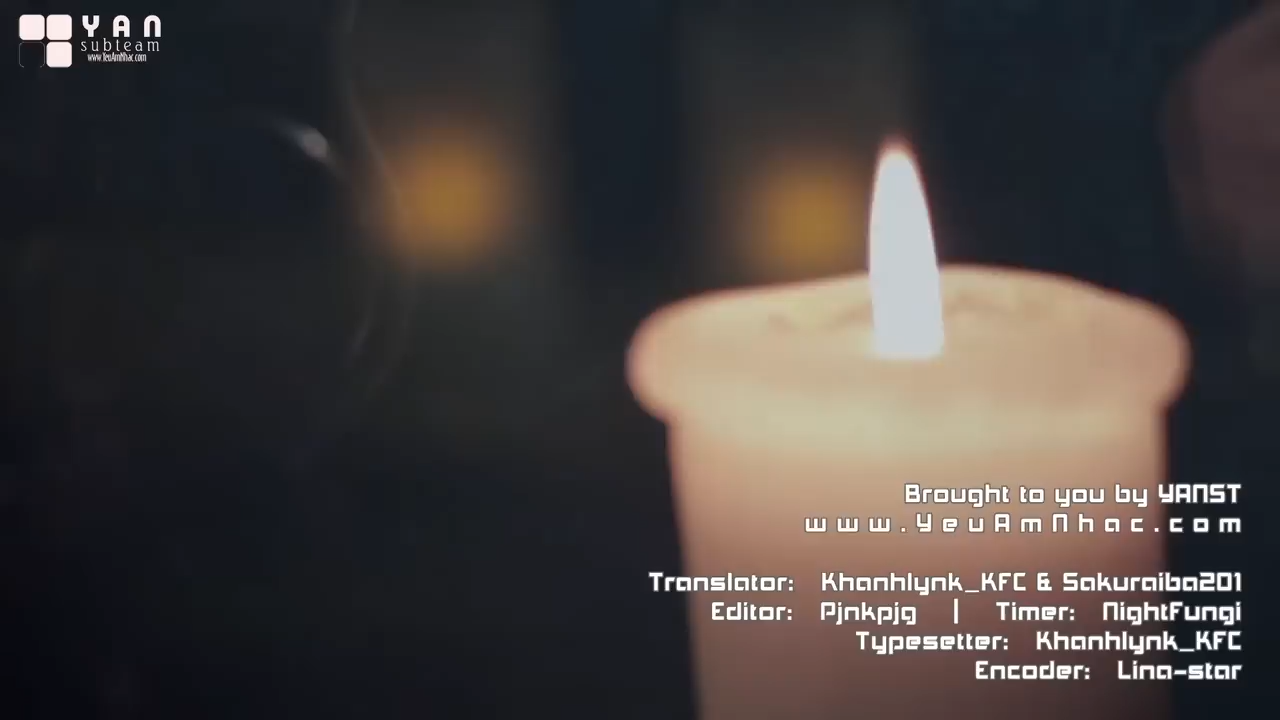 YAN
subteam
www.YeuAmNhac.com
Brought to you by YANST
www.YeuAmNhac.com
Translator: Khanhlynk_KFC & Sakuraiba201
Editor: Pjnkpjg | Timer: NightFungi
Typesetter: Khanhlynk_KFC
Encoder: Lina-star